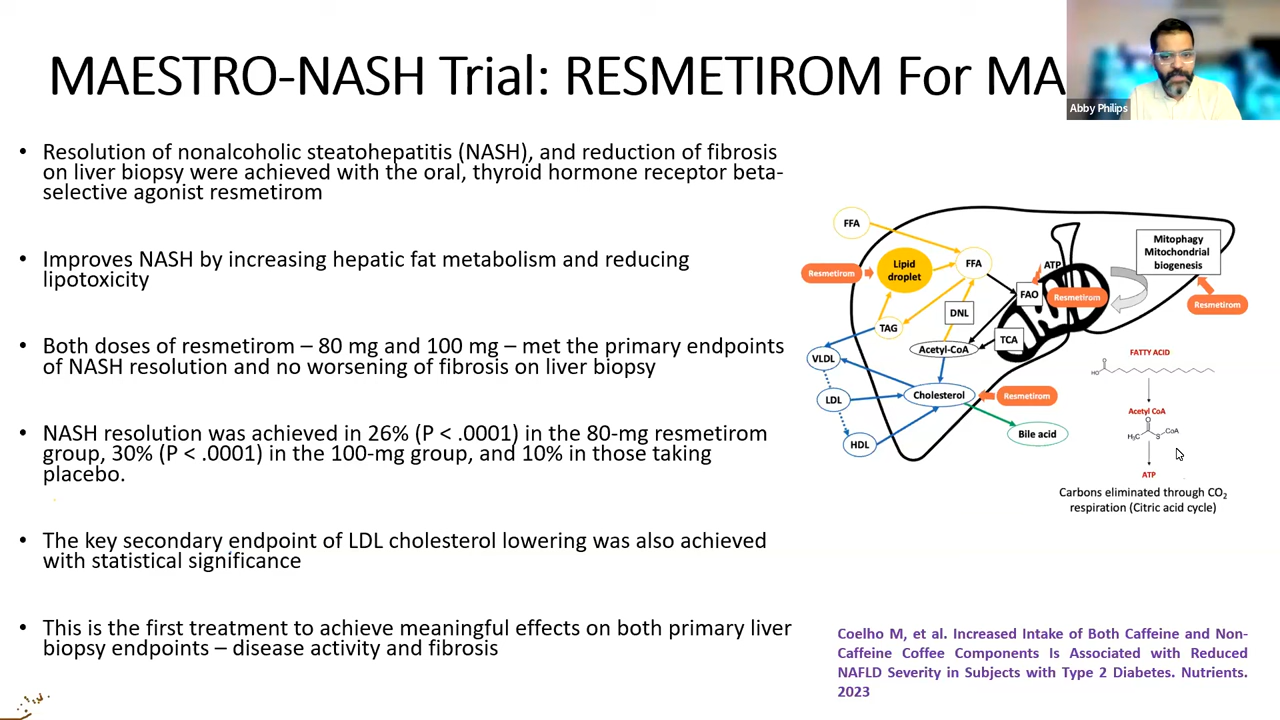 MAESTRO-NASH Trial: RESMETIROM For MA
Abby Philips
• Resolution of nonalcoholic steatohepatitis (NASH), and reduction of fibrosis
on liver biopsy were achieved with the oral, thyroid hormone receptor beta-
selective agonist resmetirom
• Improves NASH by increasing hepatic fat metabolism and reducing
lipotoxicity
• Both doses of resmetirom – 80 mg and 100 mg – met the primary endpoints
of NASH resolution and no worsening of fibrosis on liver biopsy
• NASH resolution was achieved in 26% (P < .0001) in the 80-mg resmetirom
group, 30% (P < .0001) in the 100-mg group, and 10% in those taking
placebo.
• The key secondary endpoint of LDL cholesterol lowering was also achieved
with statistical significance
• This is the first treatment to achieve meaningful effects on both primary liver
biopsy endpoints – disease activity and fibrosis
FFA
Resmetirom
Lipid
droplet
FFA
ATP
FAO
Resmetirom
Mitophagy
Mitochondrial
biogenesis
Resmetirom
DNL
TAG
TCA
Acetyl-CoA
VLDL
LDL
Cholesterol
Resmetirom
HDL
Bile acid
FATTY ACID
HO
O
Acetyl CoA
O
H₃C
S
CoA
ATP
Carbons eliminated through CO₂
respiration (Citric acid cycle)
Coelho M, et al. Increased Intake of Both Caffeine and Non-
Caffeine Coffee Components Is Associated with Reduced
NAFLD Severity in Subjects with Type 2 Diabetes. Nutrients.
2023